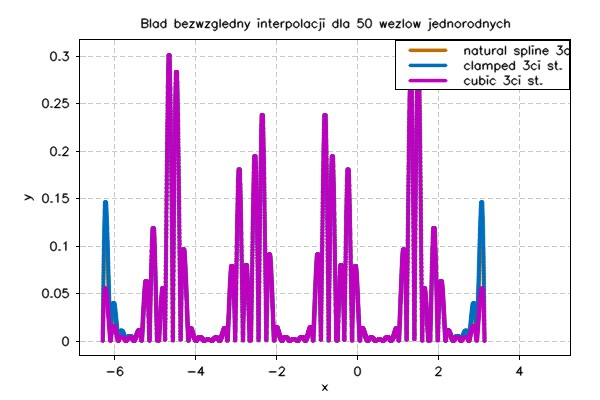 Blad bezwzgledny interpolacji dla 50 wezlow jednorodnych
natural spline 3c
clamped 3ci st.
cubic 3ci st.
y
0.3
0.25
0.2
0.15
0.1
0.05
0
-6 -4 -2 0 2 4
x